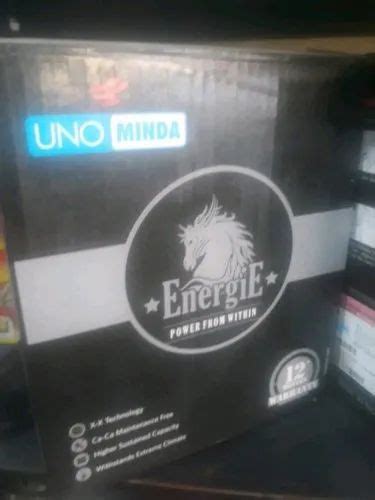 UNO MINDA
EnergiE
POWER FROM WITHIN
12
WARRANTY
X-X Technology
Ca-Ca Maintenance Free
Higher Sustained Capacity
Withstands Extreme Climate